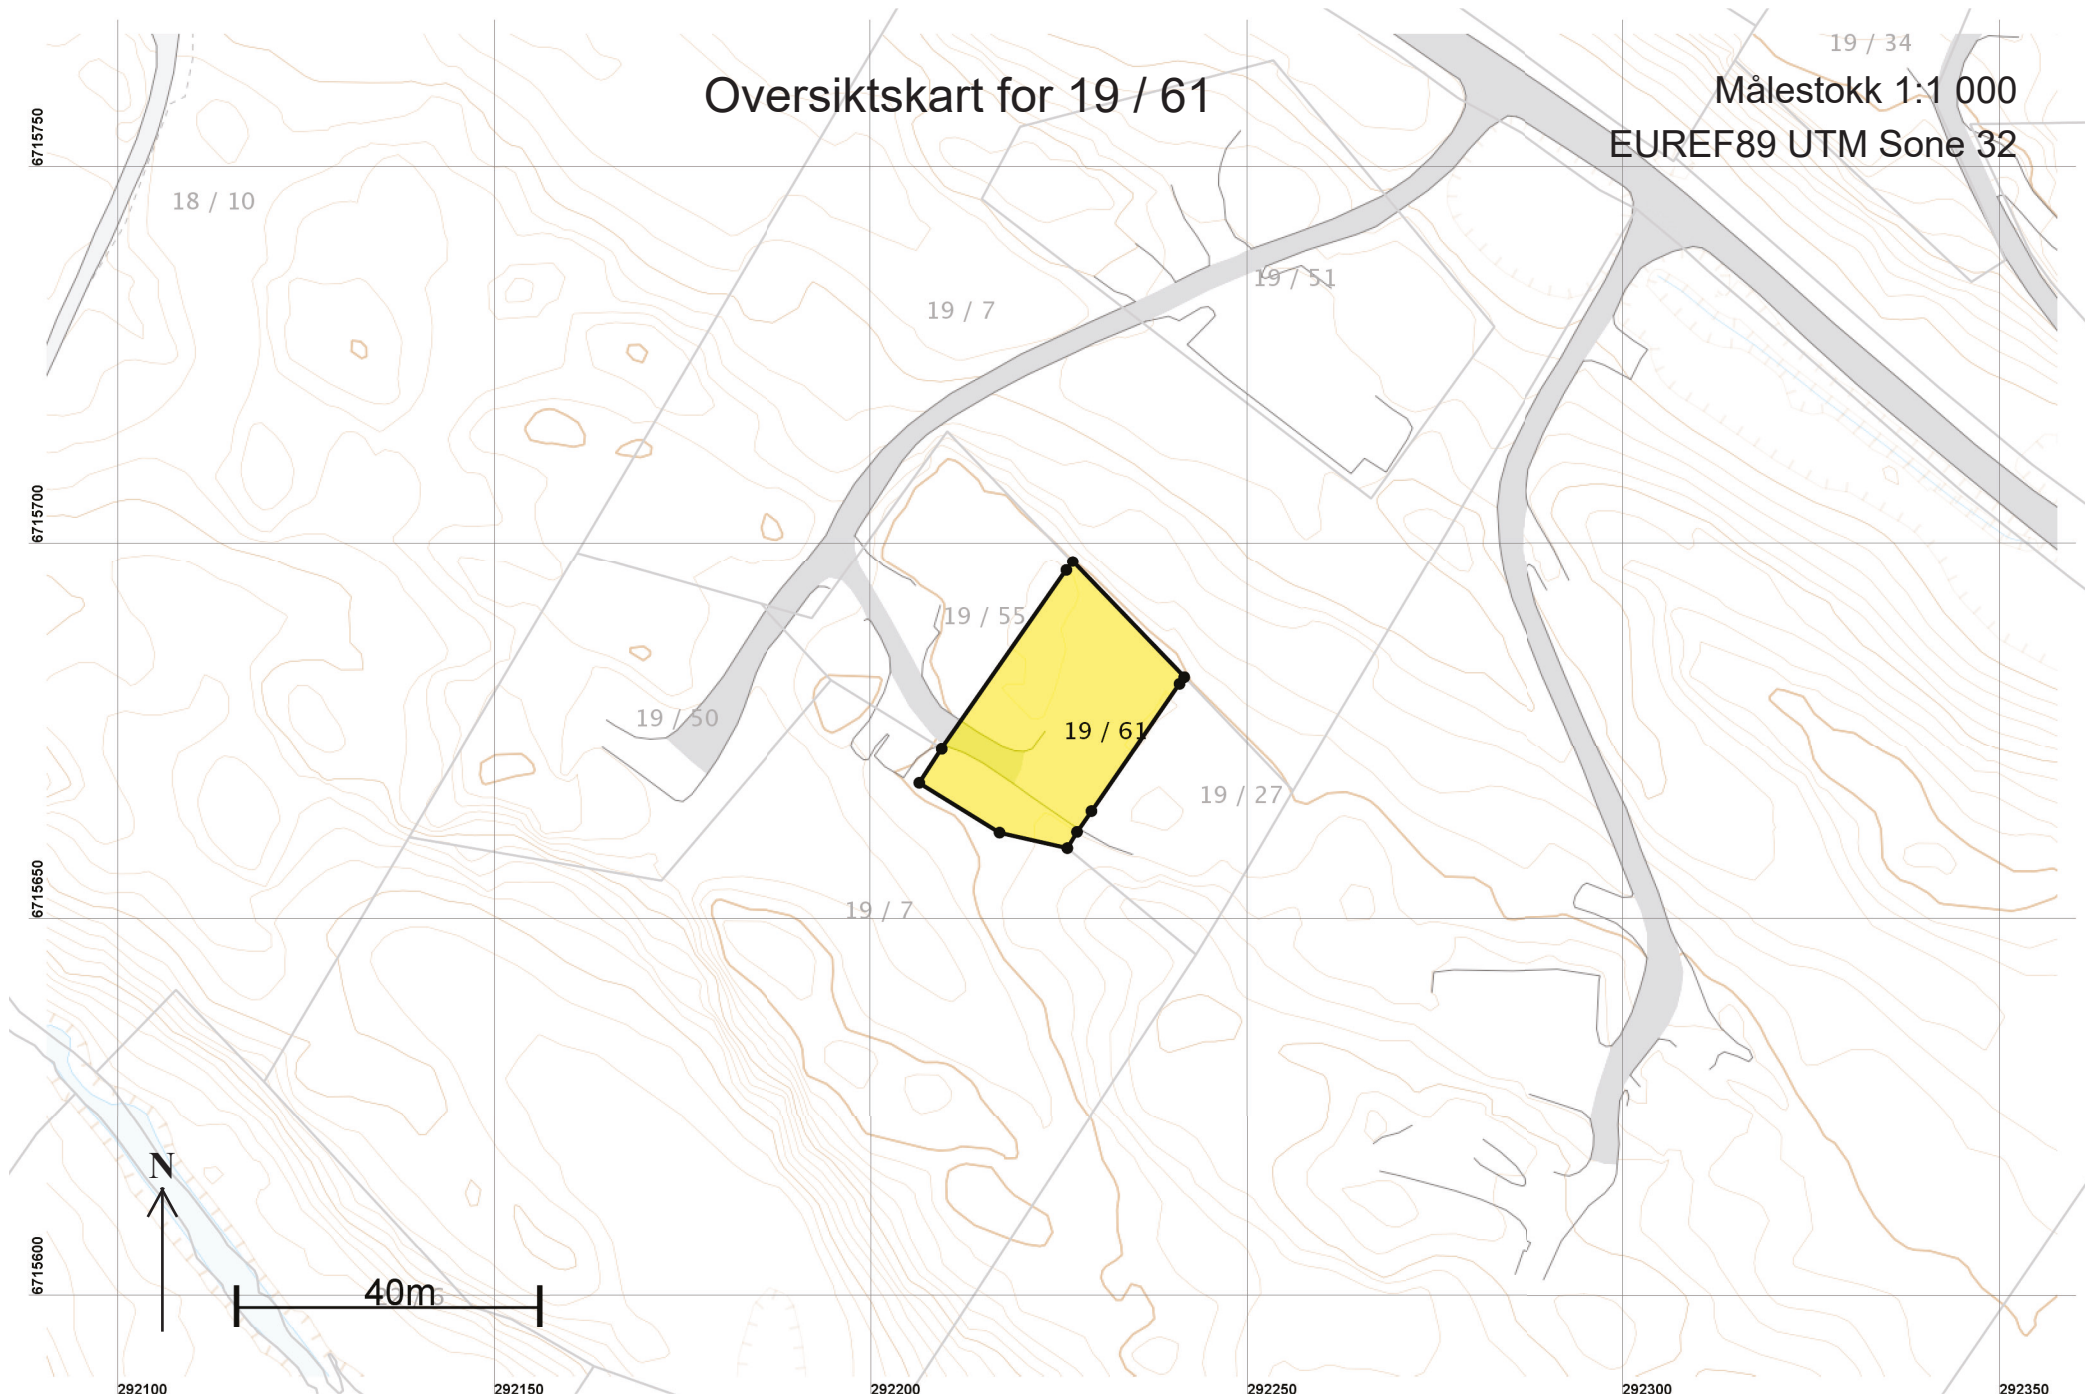 19 / 34
Oversiktskart for 19 / 61
Målestokk 1:1 000
EUREF89 UTM Sone 32
6715750
18 / 10
19 / 51
19 / 7
6715700
19 / 55
19 / 50
19 / 61
19 / 27
6715650
19 / 7
N
6715600
40m
292100
292150
292200
292250
292300
292350